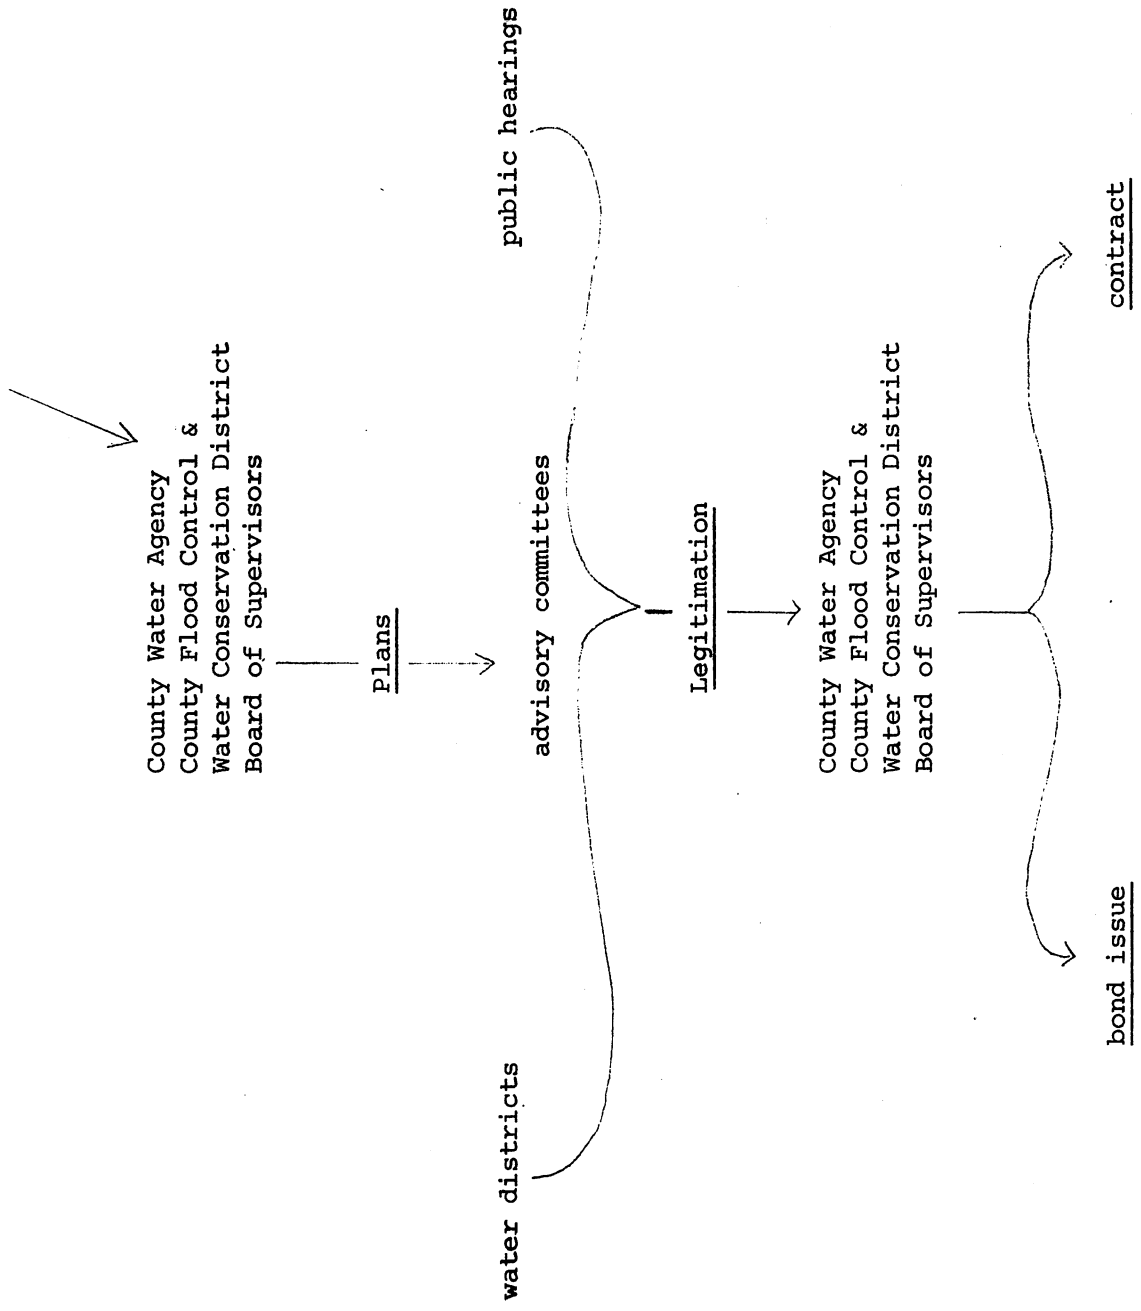 County Water Agency
County Flood Control &
Water Conservation District
Board of Supervisors
Plans
water districts
advisory committees
public hearings
Legitimation
County Water Agency
County Flood Control &
Water Conservation District
Board of Supervisors
bond issue
contract